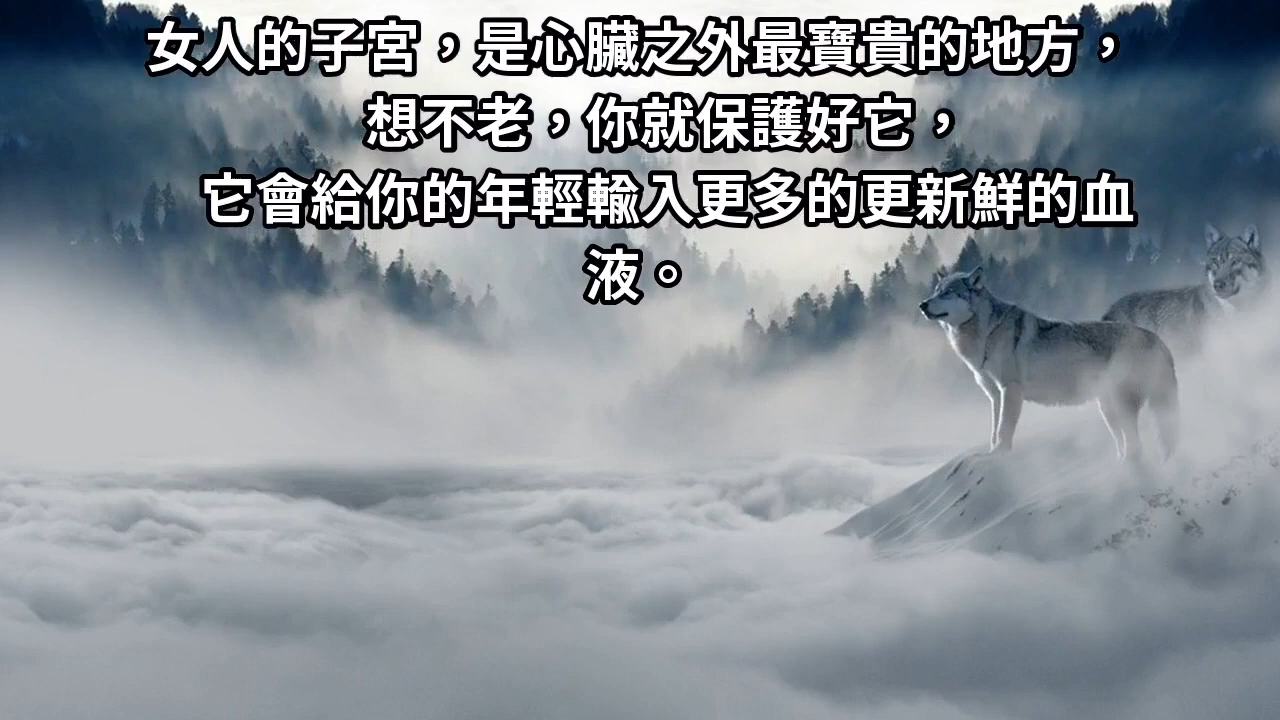 女人的子宮，是心臟之外最寶貴的地方，
想不老，你就保護好它，
它會給你的年輕輸入更多的更新鮮的血
液。